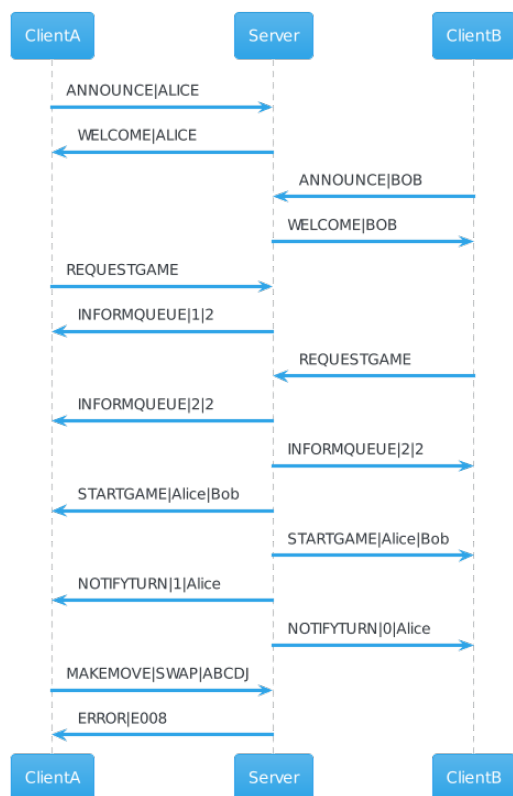 ClientA Server ClientB
ANNOUNCE|ALICE
WELCOME|ALICE
ANNOUNCE|BOB
WELCOME|BOB
REQUESTGAME
INFORMQUEUE|1|2
REQUESTGAME
INFORMQUEUE|2|2
INFORMQUEUE|2|2
STARTGAME|Alice|Bob
STARTGAME|Alice|Bob
NOTIFYTURN|1|Alice
NOTIFYTURN|0|Alice
MAKEMOVE|SWAP|ABCDJ
ERROR|E008
ClientA Server ClientB